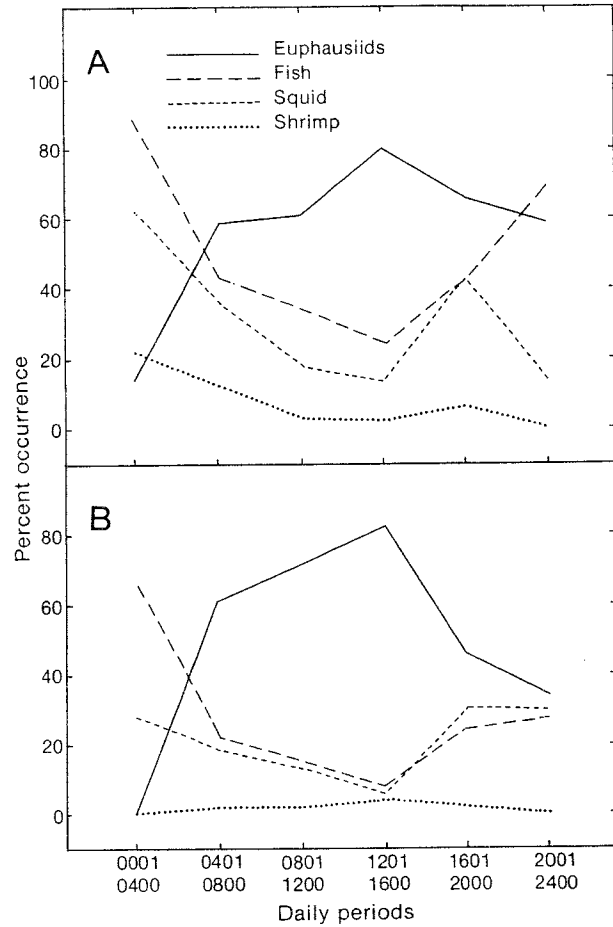 A
Euphausiids
Fish
Squid
Shrimp
100
80
60
40
20
0
B
80
60
40
20
0
Percent occurrence
0001 0401 0801 1201 1601 2001
0400 0800 1200 1600 2000 2400
Daily periods